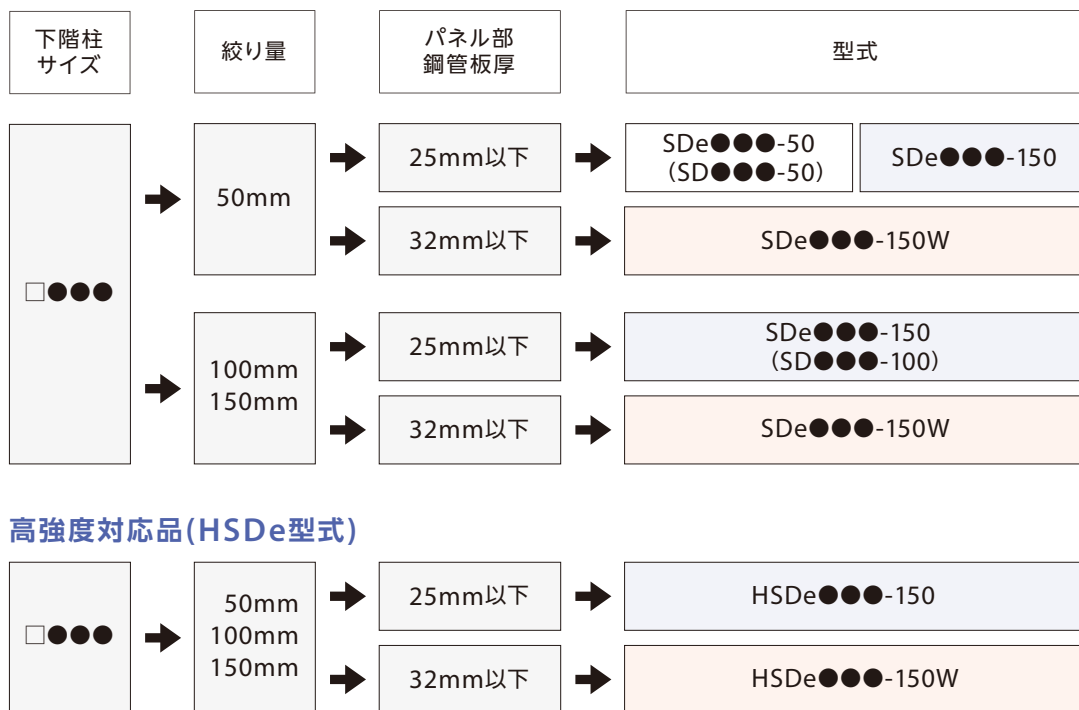 下階柱
サイズ
絞り量
パネル部
鋼管板厚
型式
□●●●
50mm
25mm以下
SDe●●●-50
（SD●●●-50）
SDe●●●-150
32mm以下
SDe●●●-150W
100mm
150mm
25mm以下
SDe●●●-150
（SD●●●-100）
32mm以下
SDe●●●-150W
高強度対応品(HSDe型式)
□●●●
50mm
100mm
150mm
25mm以下
HSDe●●●-150
32mm以下
HSDe●●●-150W